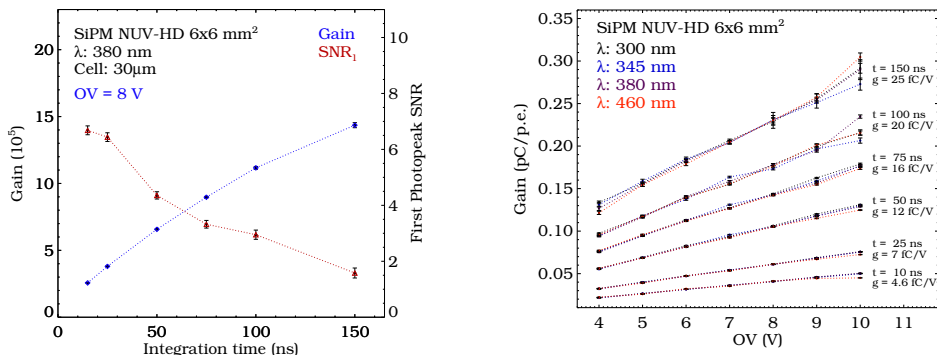 SiPM NUV-HD 6x6 mm²
λ: 380 nm
Cell: 30μm
OV = 8 V
Gain
SNR₁
Gain (10⁵)
0
5
10
15
20
First Photopeak SNR
0
2
4
6
8
10
0
50
100
150
Integration time (ns)
SiPM NUV-HD 6x6 mm²
λ: 300 nm
λ: 345 nm
λ: 380 nm
λ: 460 nm
t = 150 ns
g = 25 fC/V
t = 100 ns
g = 20 fC/V
t = 75 ns
g = 16 fC/V
t = 50 ns
g = 12 fC/V
t = 25 ns
g = 7 fC/V
t = 10 ns
g = 4.6 fC/V
Gain (pC/p.e.)
0.35
0.30
0.25
0.20
0.15
0.10
0.05
4
5
6
7
8
9
10
11
OV (V)